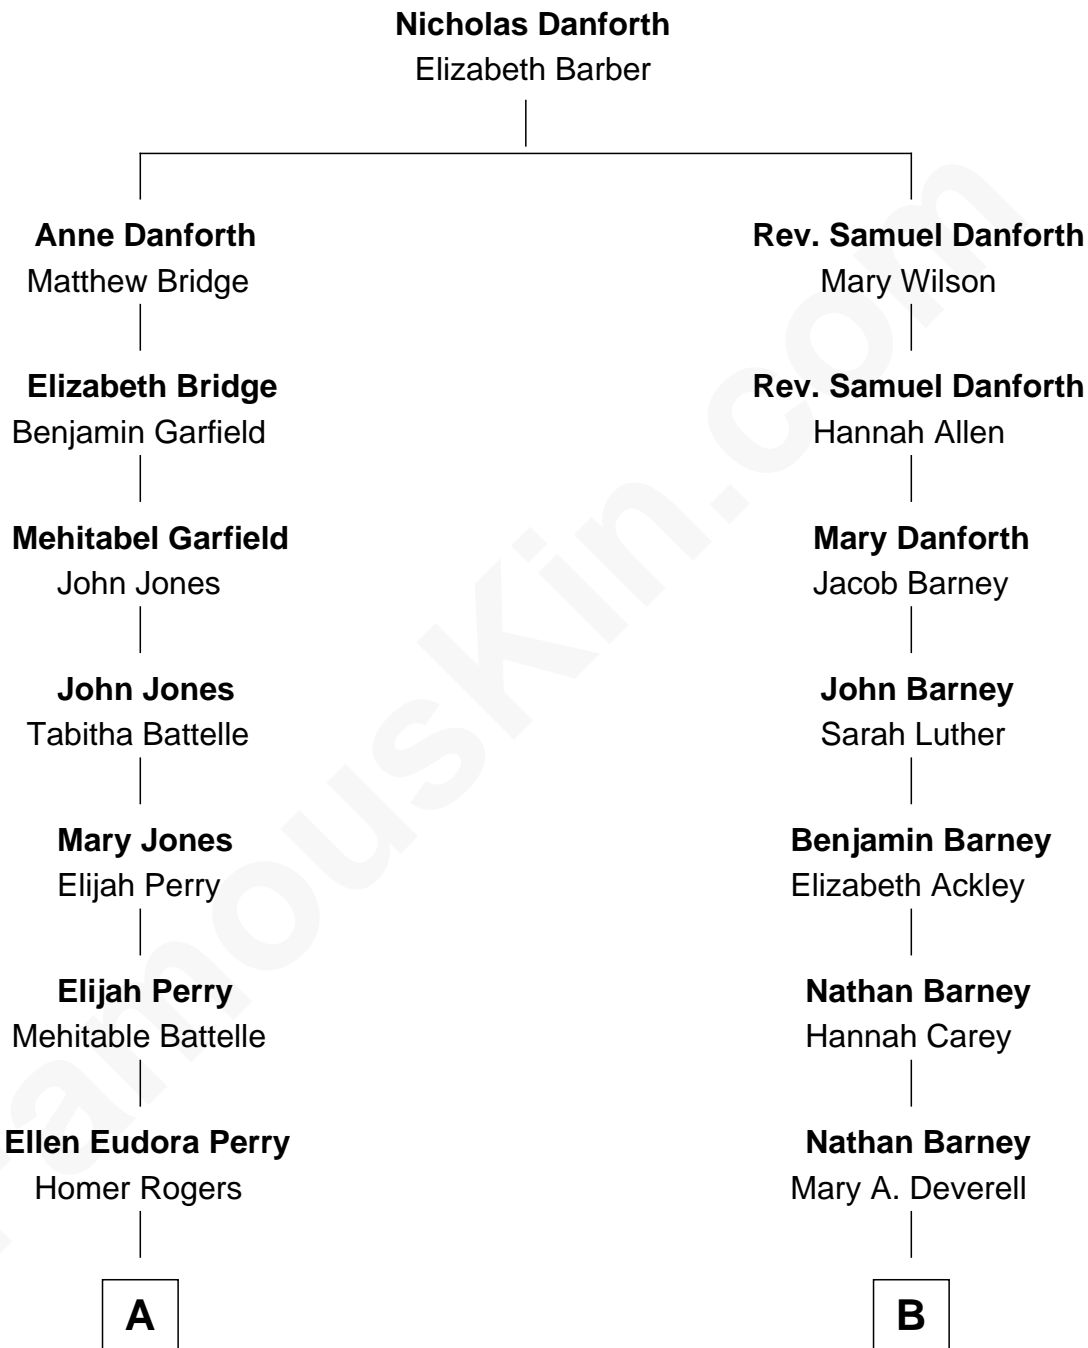 Nicholas Danforth
Elizabeth Barber
Anne Danforth
Matthew Bridge
Rev. Samuel Danforth
Mary Wilson
Elizabeth Bridge
Benjamin Garfield
Rev. Samuel Danforth
Hannah Allen
Mehitabel Garfield
John Jones
Mary Danforth
Jacob Barney
John Jones
Tabitha Battelle
John Barney
Sarah Luther
Mary Jones
Elijah Perry
Benjamin Barney
Elizabeth Ackley
Elijah Perry
Mehitable Battelle
Nathan Barney
Hannah Carey
Ellen Eudora Perry
Homer Rogers
Nathan Barney
Mary A. Deverell
A
B
FamousKin.com